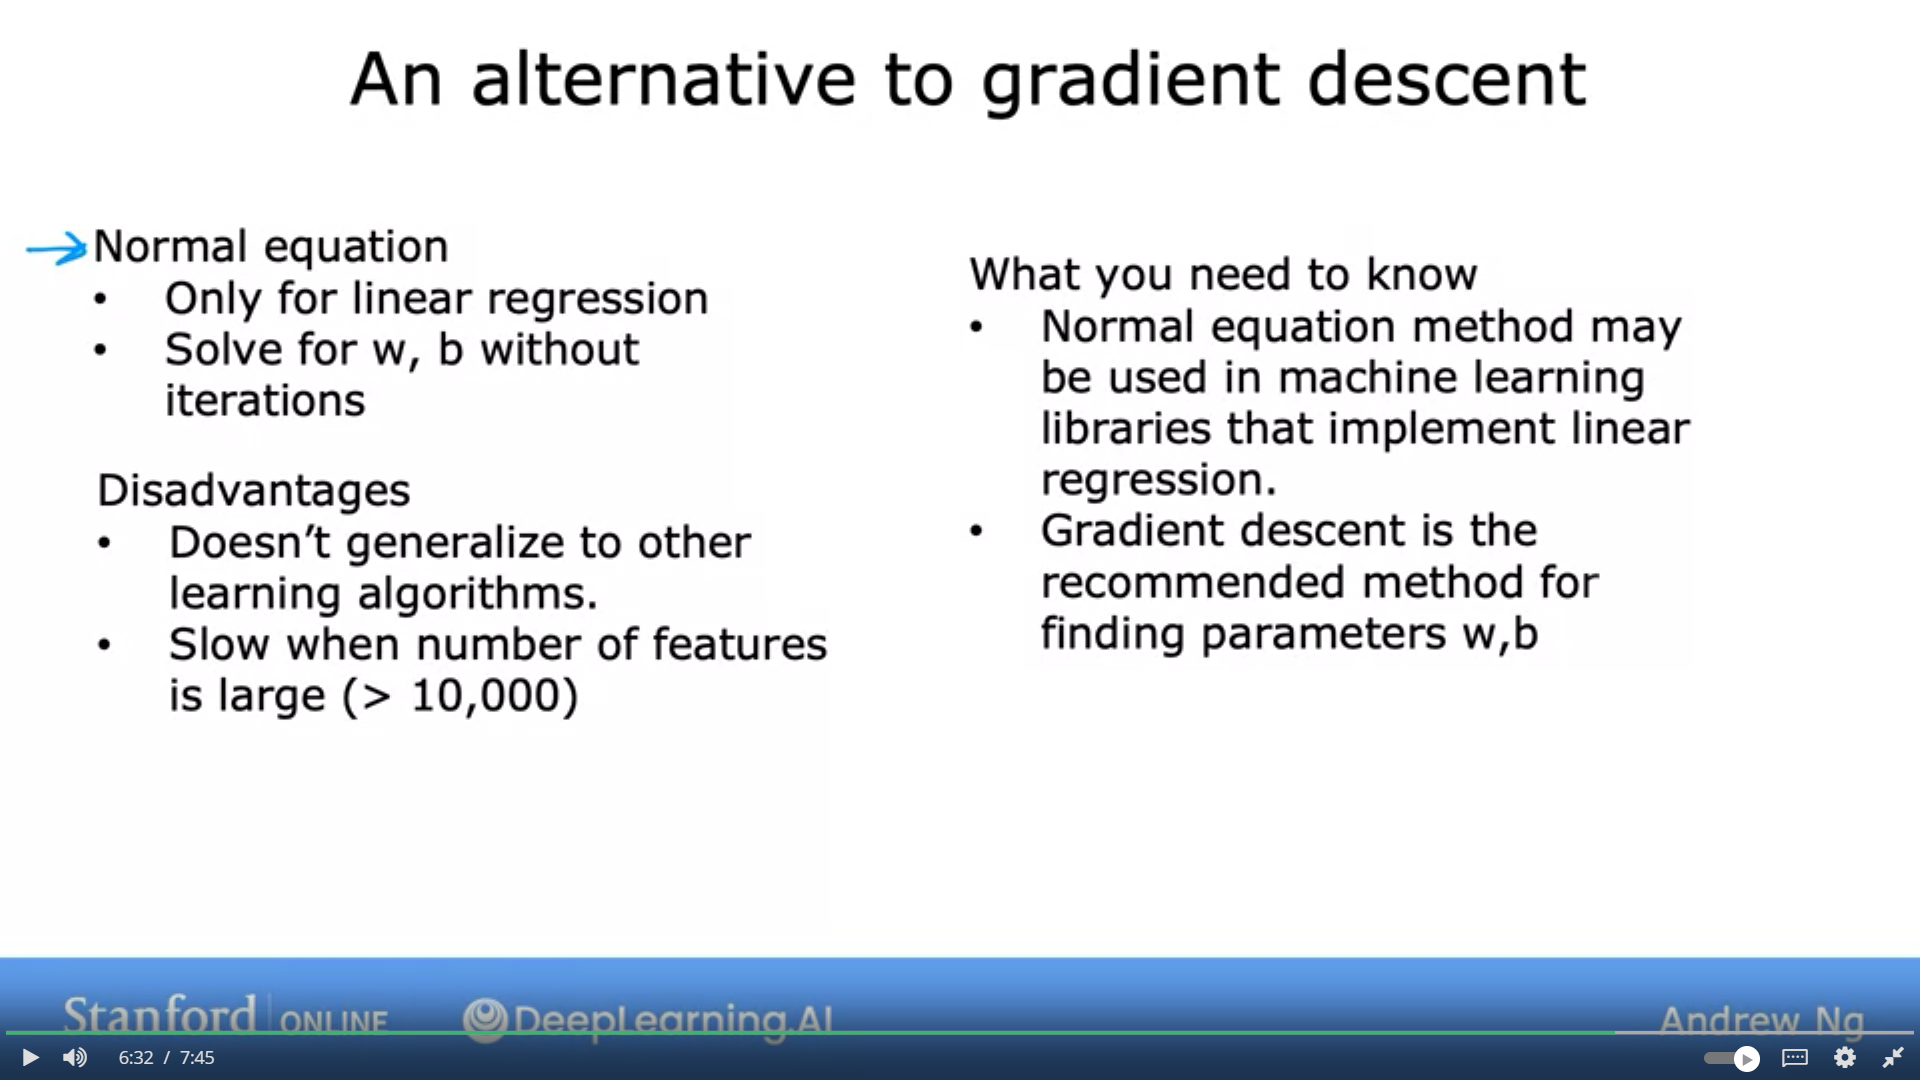 An alternative to gradient descent
Normal equation
• Only for linear regression
• Solve for w, b without
iterations
Disadvantages
• Doesn’t generalize to other
learning algorithms.
• Slow when number of features
is large (> 10,000)
What you need to know
• Normal equation method may
be used in machine learning
libraries that implement linear
regression.
• Gradient descent is the
recommended method for
finding parameters w,b
Stanford ONLINE DeepLearning.AI Andrew Ng
6:32 / 7:45